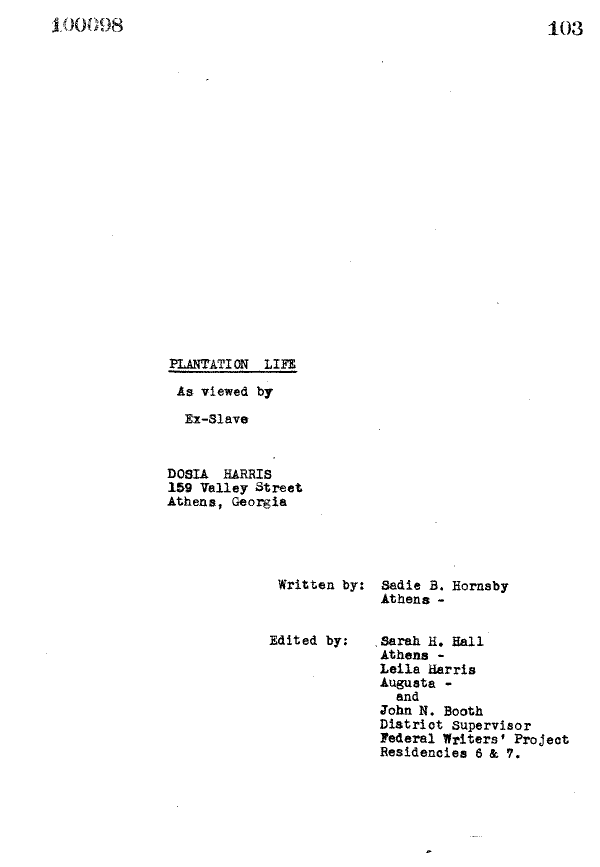 100098
103
PLANTATION LIFE
As viewed by
Ex-Slave
DOSIA HARRIS
159 Valley Street
Athens, Georgia
Written by: Sadie B. Hornsby
Athens -
Edited by: Sarah H. Hall
Athens -
Leila Harris
Augusta -
and
John N. Booth
District Supervisor
Federal Writers' Project
Residencies 6 & 7.